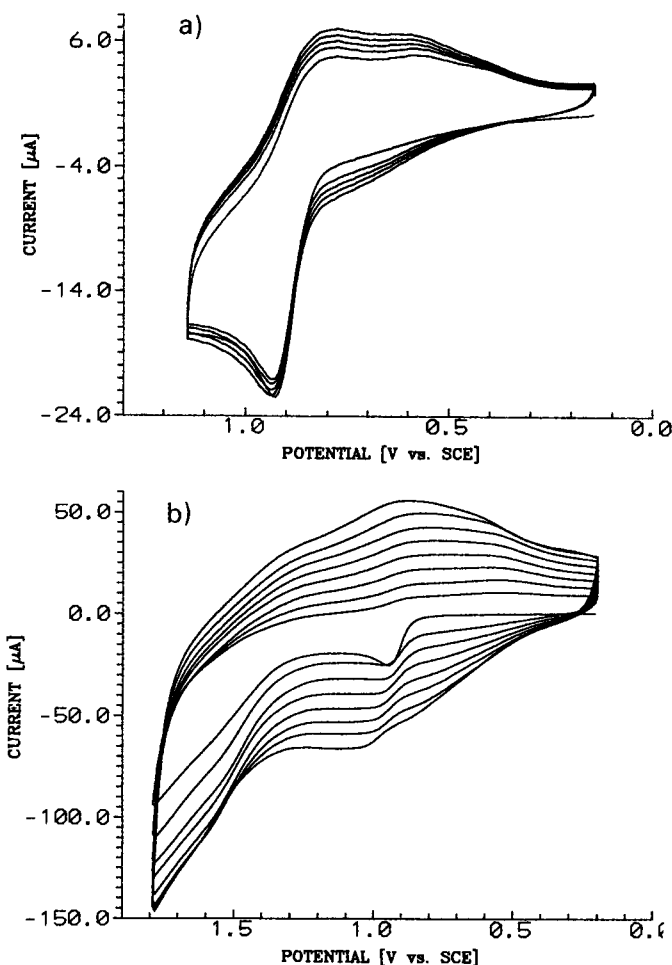 a)
6.0
-4.0
-14.0
-24.0
CURRENT [μA]
1.0 0.5 0.0
POTENTIAL [V vs. SCE]
b)
50.0
0.0
-50.0
-100.0
-150.0
CURRENT [μA]
1.5 1.0 0.5 0.
POTENTIAL [V vs. SCE]